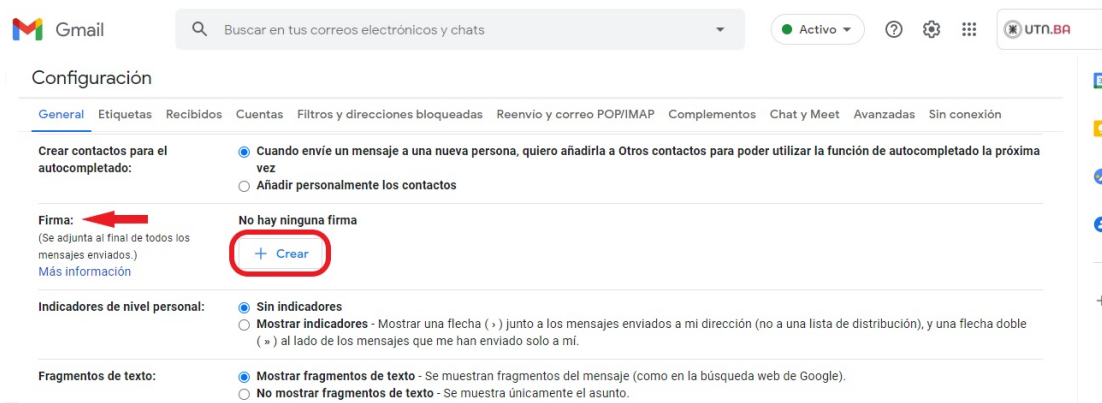 Gmail
Buscar en tus correos electrónicos y chats
Activo
UTN.BA
Configuración
General Etiquetas Recibidos Cuentas Filtros y direcciones bloqueadas Reenvío y correo POP/IMAP Complementos Chat y Meet Avanzadas Sin conexión
Crear contactos para el
autocompletado:
Cuando envíe un mensaje a una nueva persona, quiero añadirla a Otros contactos para poder utilizar la función de autocompletado la próxima
vez
Añadir personalmente los contactos
Firma:
(Se adjunta al final de todos los
mensajes enviados.)
Más información
No hay ninguna firma
+ Crear
Indicadores de nivel personal:
Sin indicadores
Mostrar indicadores - Mostrar una flecha ( › ) junto a los mensajes enviados a mi dirección (no a una lista de distribución), y una flecha doble
( » ) al lado de los mensajes que me han enviado solo a mí.
Fragmentos de texto:
Mostrar fragmentos de texto - Se muestran fragmentos del mensaje (como en la búsqueda web de Google).
No mostrar fragmentos de texto - Se muestra únicamente el asunto.